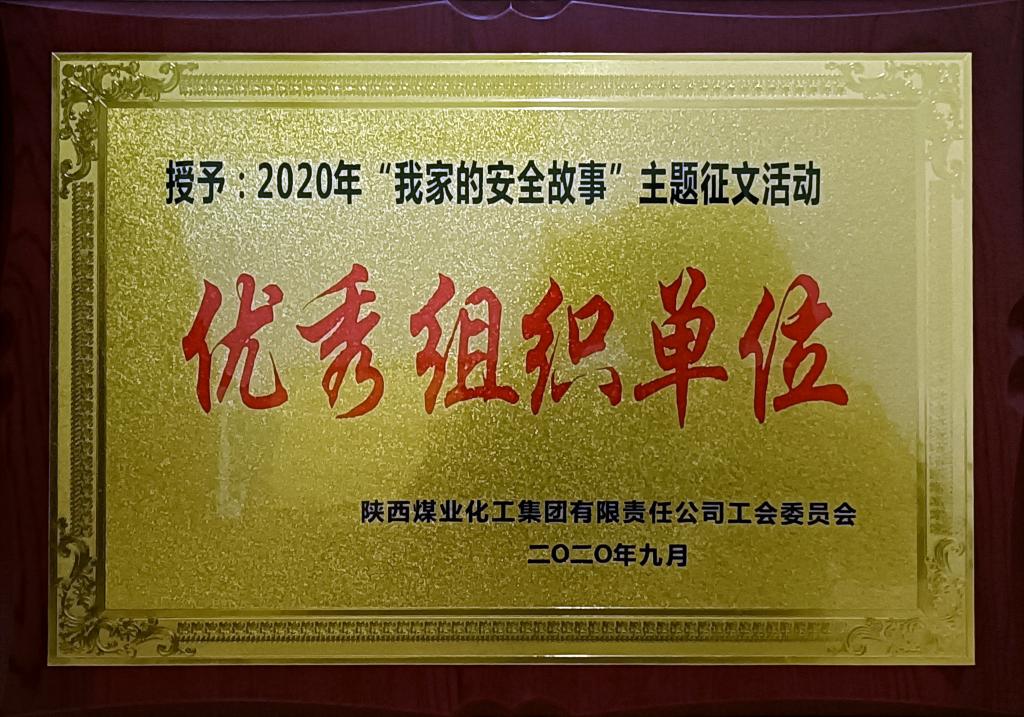 授予：2020年“我家的安全故事”主题征文活动
优秀组织单位
陕西煤业化工集团有限责任公司工会委员会
二〇二〇年九月